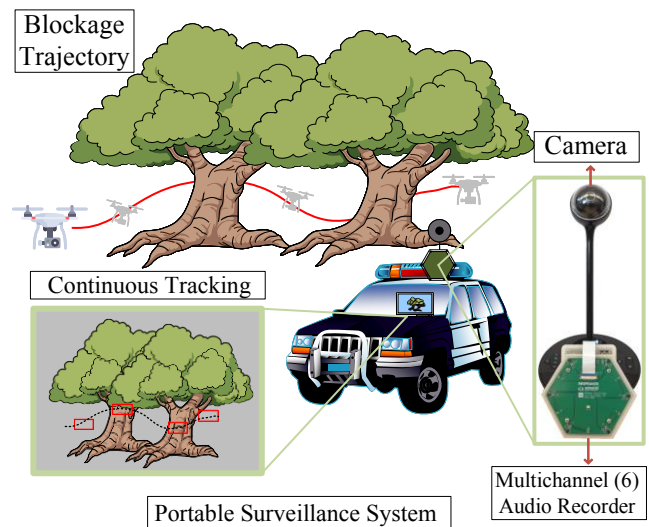 Blockage
Trajectory
Camera
Continuous Tracking
Multichannel (6)
Audio Recorder
Portable Surveillance System